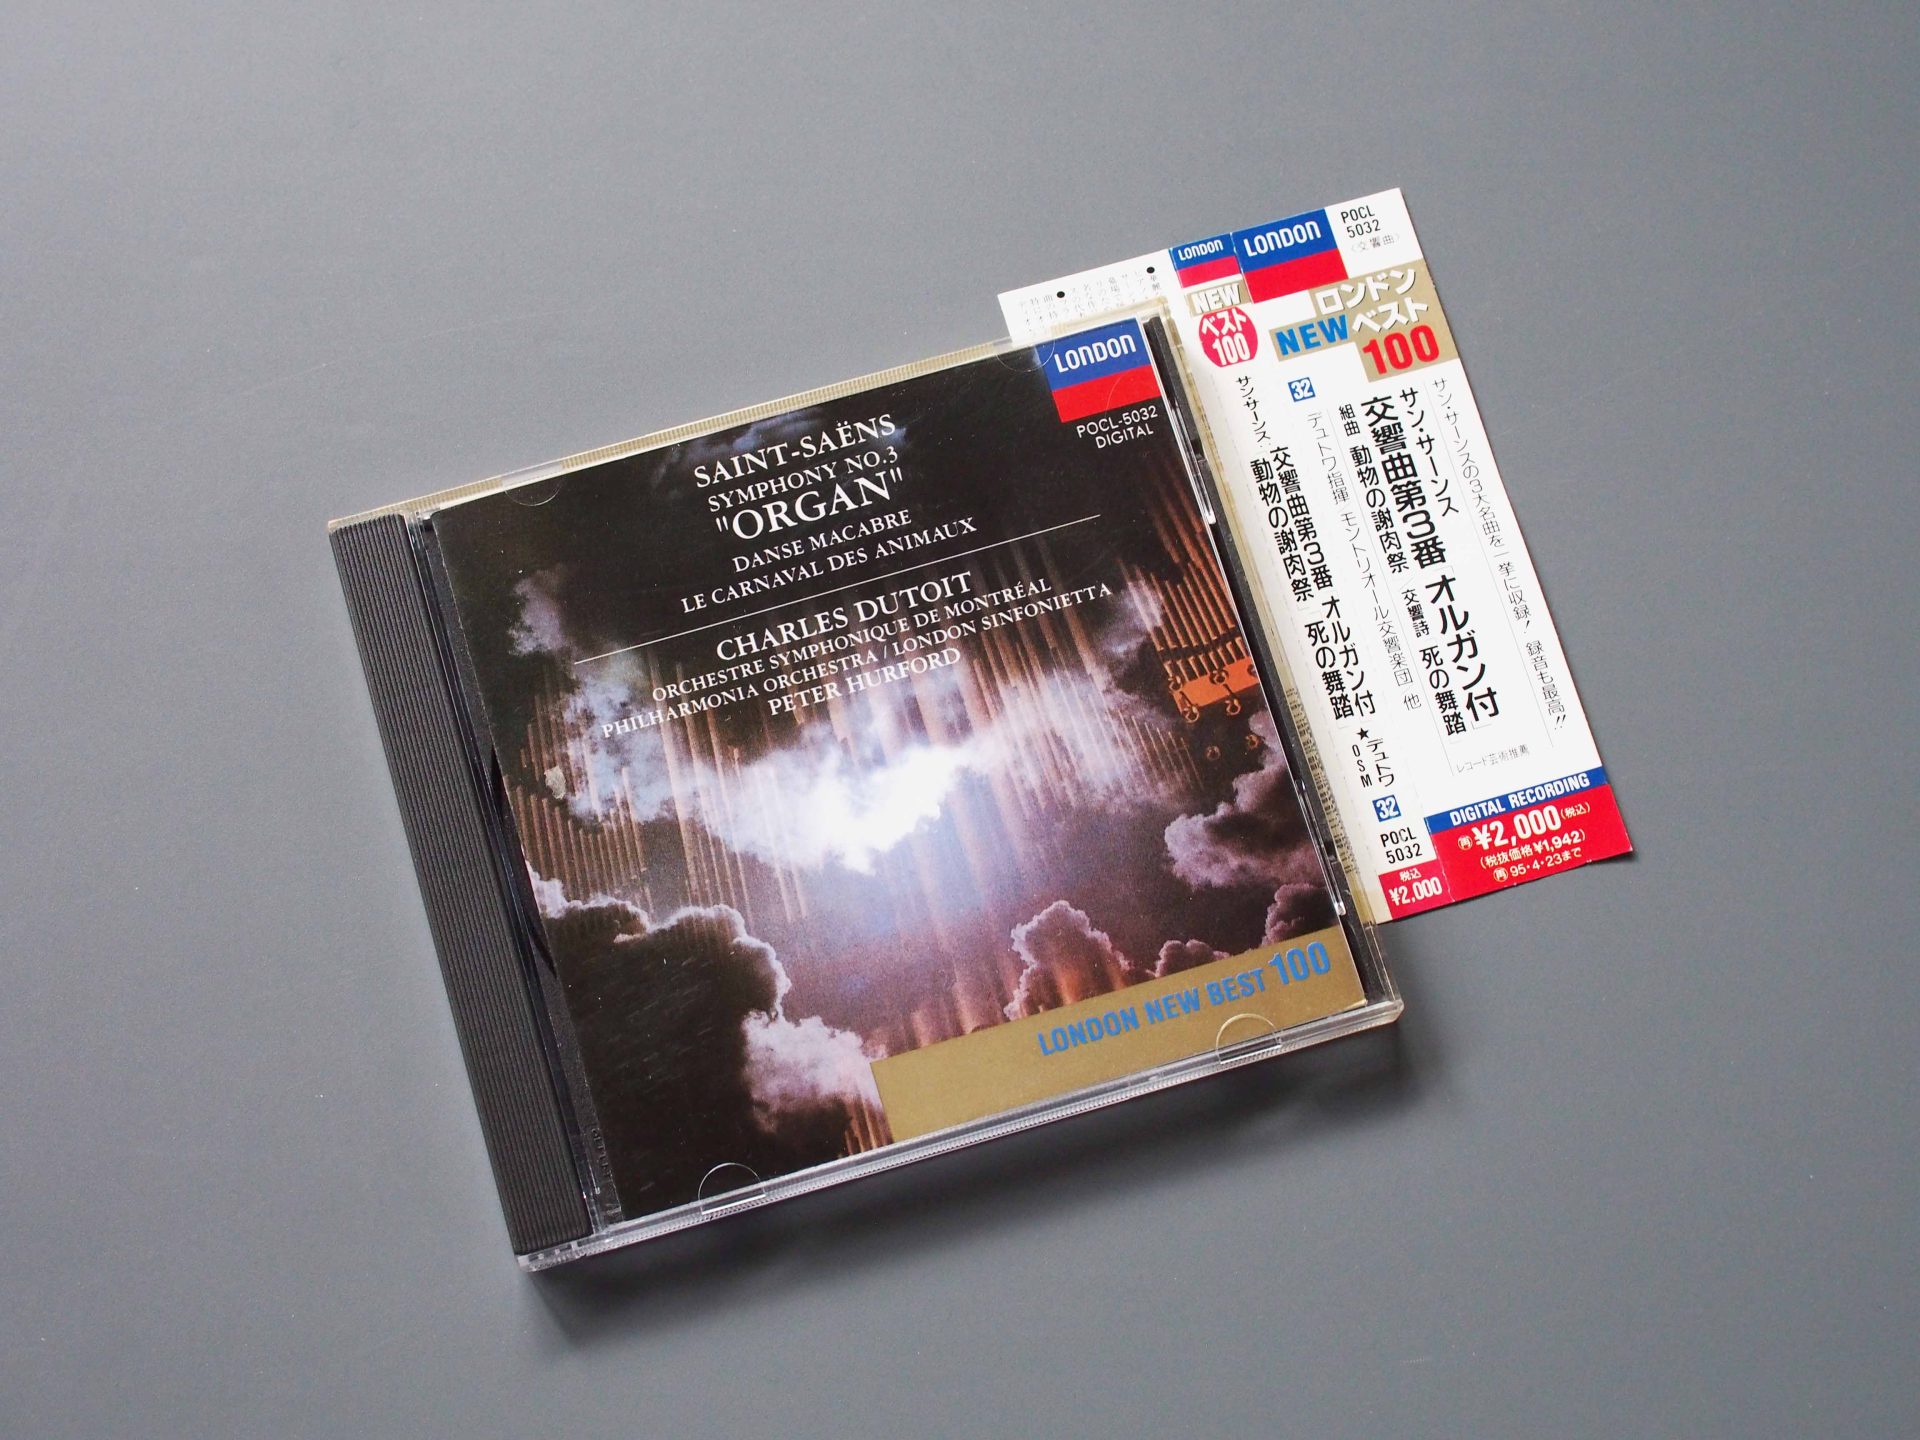 LONDON
POCL-5032
DIGITAL
SAINT-SAËNS
SYMPHONY NO.3
"ORGAN"
DANSE MACABRE
LE CARNAVAL DES ANIMAUX
CHARLES DUTOIT
ORCHESTRE SYMPHONIQUE DE MONTRÉAL
PHILHARMONIA ORCHESTRA / LONDON SINFONIETTA
PETER HURFORD
LONDON NEW BEST 100
LONDON
NEW
ベスト
100
サン・サーンス:
交響曲第3番 オルガン付
動物の謝肉祭」「死の舞踏」
★デュトワ
OSM
32
POCL
5032
税込
¥2,000
LONDON
POCL
5032
〈交響曲〉
ロンドン
NEWベスト
100
サン・サーンスの3大名曲を一挙に収録! 録音も最高!!
サン・サーンス
交響曲第3番「オルガン付」
組曲「動物の謝肉祭」/交響詩「死の舞踏」
32
デュトワ指揮 モントリオール交響楽団 他
レコード芸術推薦
DIGITAL RECORDING
再 ¥2,000(税込)
(税抜価格¥1,942)
再 95・4・23まで